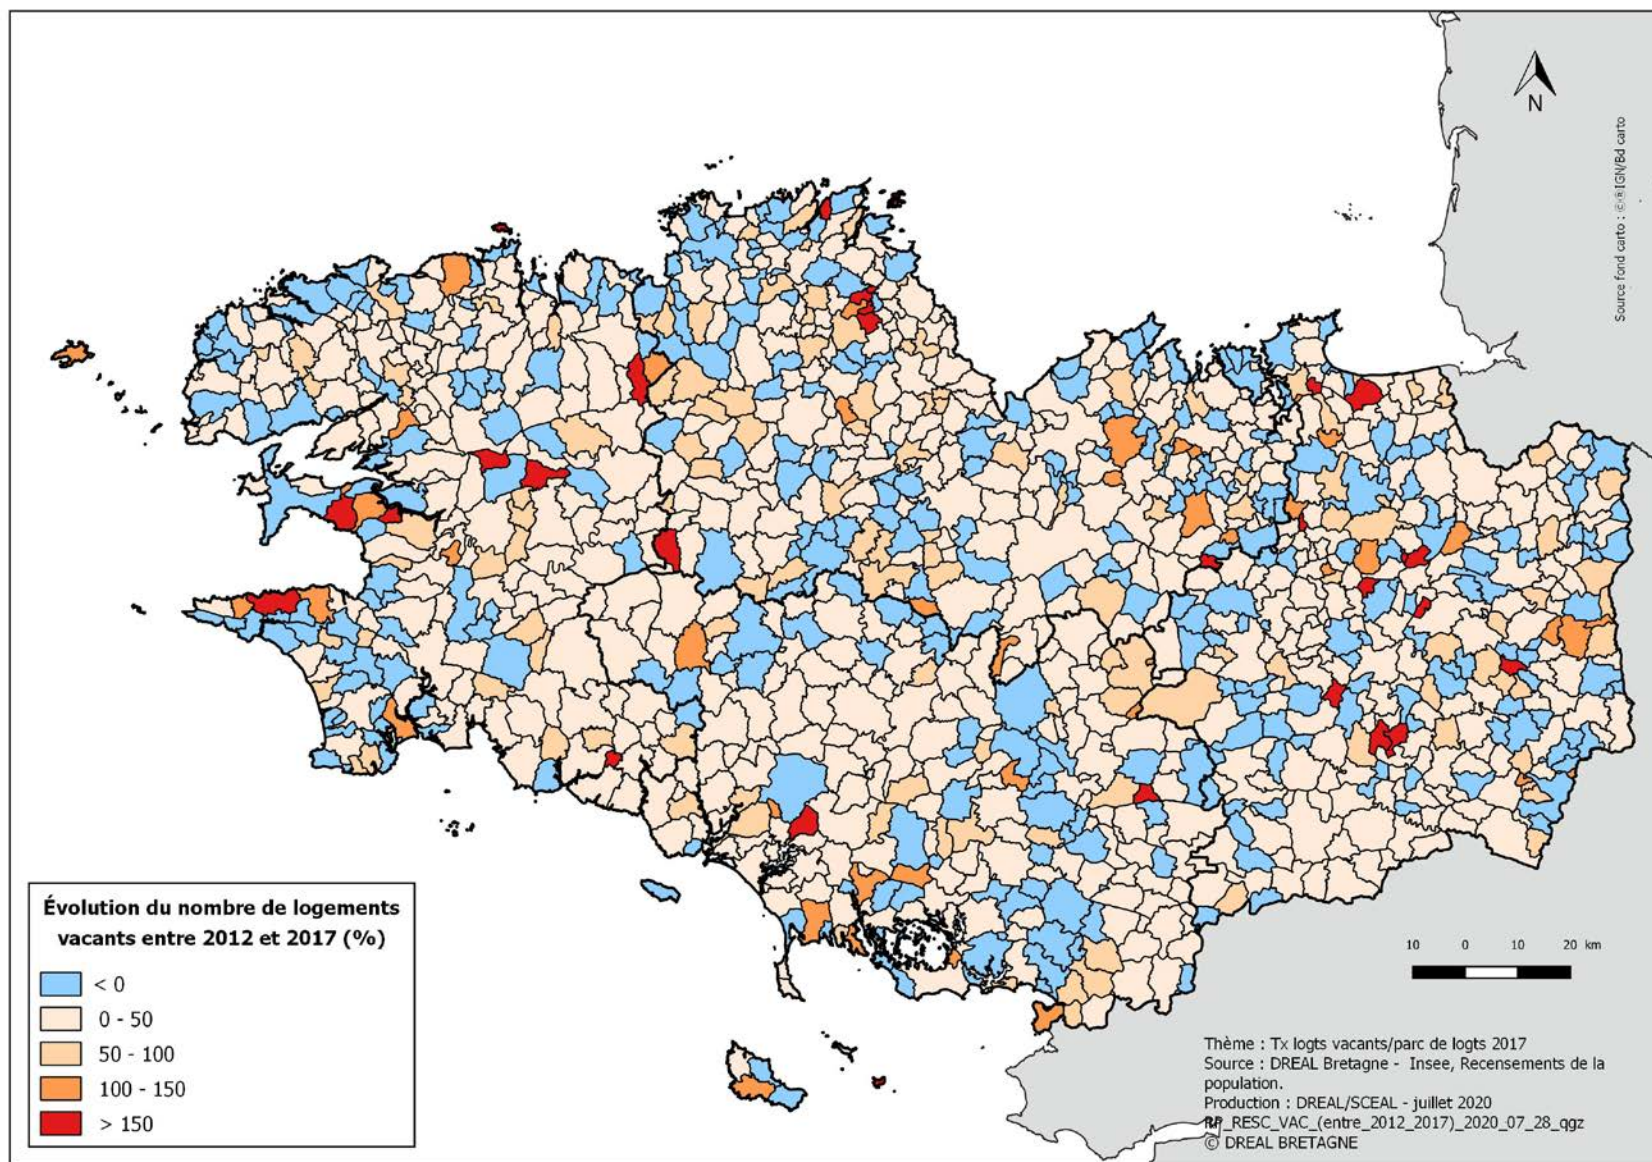 N
Source fond carto : ©®IGN/Bd carto
Évolution du nombre de logements
vacants entre 2012 et 2017 (%)
< 0
0 - 50
50 - 100
100 - 150
> 150
10 0 10 20 km
Thème : Tx logts vacants/parc de logts 2017
Source : DREAL Bretagne - Insee, Recensements de la
population.
Production : DREAL/SCEAL - juillet 2020
RP_RESC_VAC_(entre_2012_2017)_2020_07_28_qgz
© DREAL BRETAGNE